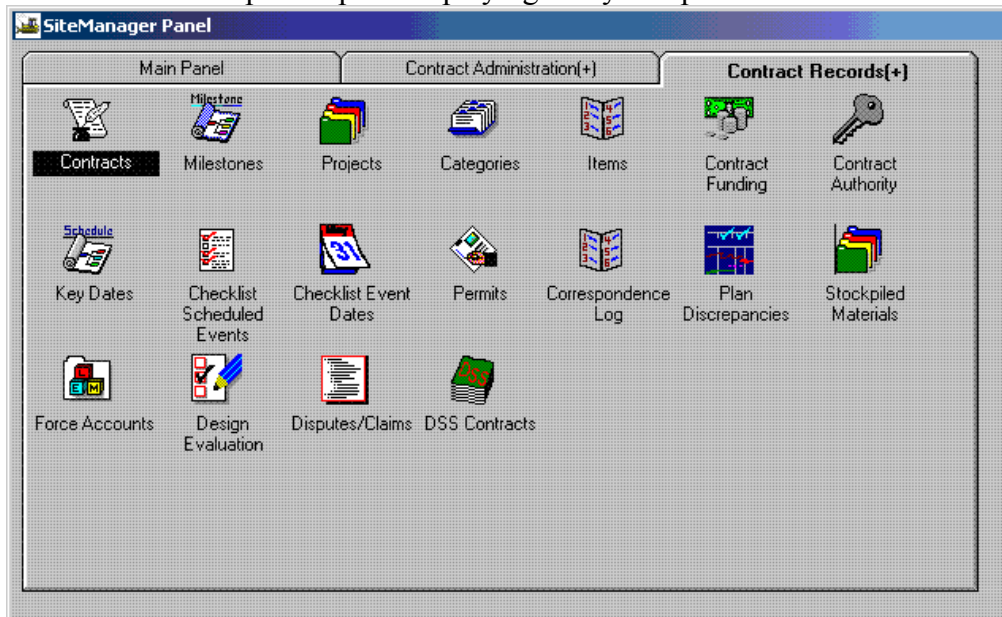 SiteManager Panel
Main Panel
Contract Administration(+)
Contract Records(+)
Milestone
Contracts
Milestones
Projects
Categories
Items
Contract
Funding
Contract
Authority
Schedule
31
Key Dates
Checklist
Scheduled
Events
Checklist Event
Dates
Permits
Correspondence
Log
Plan
Discrepancies
Stockpiled
Materials
L
E M
DSS
Force Accounts
Design
Evaluation
Disputes/Claims
DSS Contracts